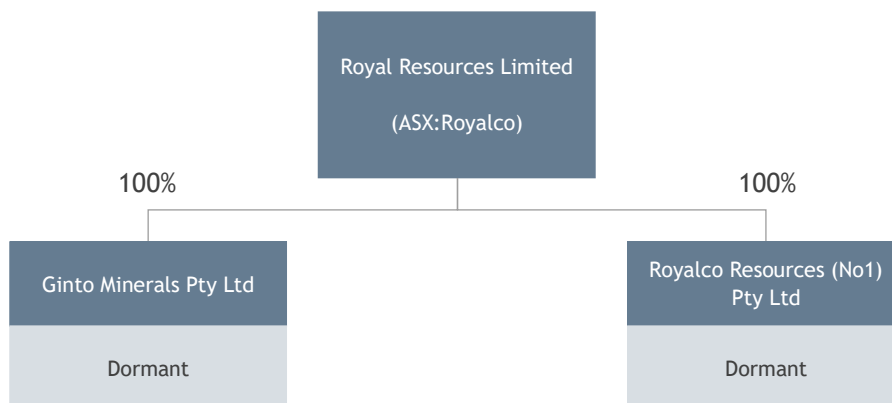 Royal Resources Limited
(ASX:Royalco)
100%
100%
Ginto Minerals Pty Ltd
Royalco Resources (No1)
Pty Ltd
Dormant
Dormant